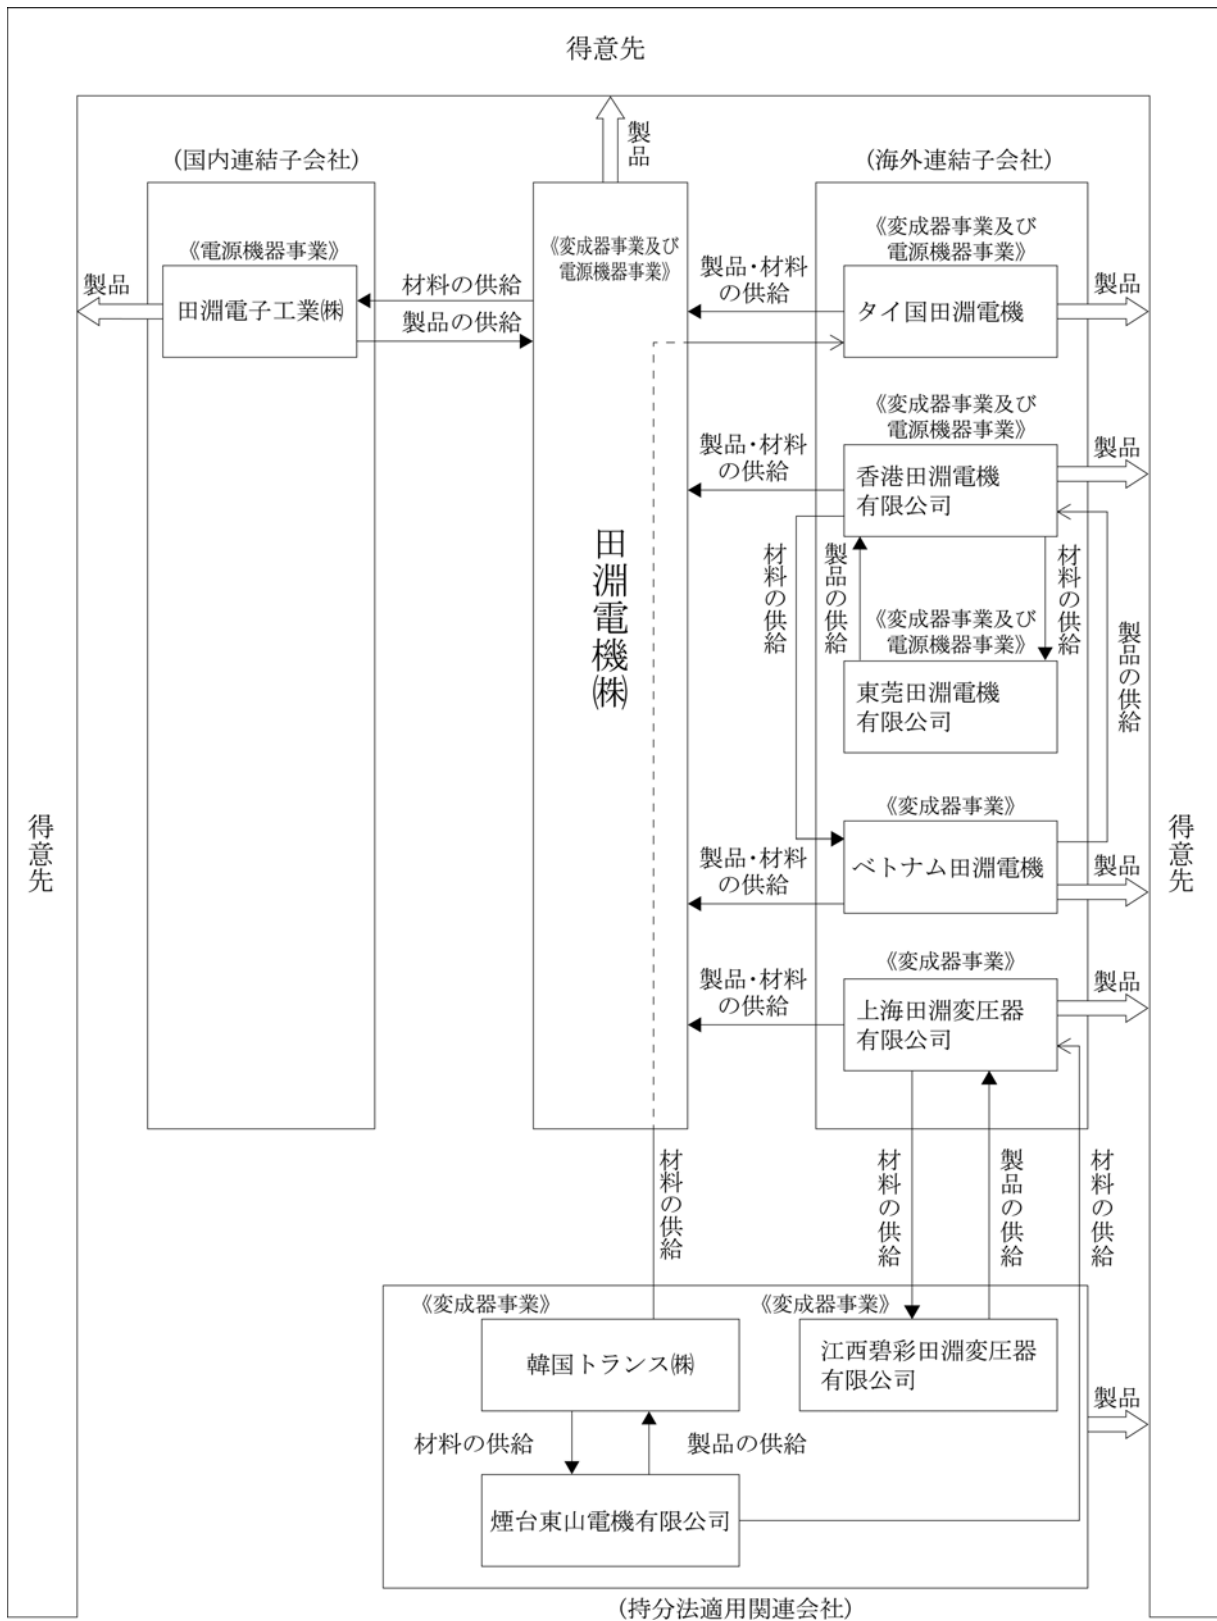 得意先
製品
(国内連結子会社)
(海外連結子会社)
《電源機器事業》
田淵電子工業㈱
製品
材料の供給
製品の供給
《変成器事業及び
電源機器事業》
田淵電機㈱
製品・材料
の供給
《変成器事業及び
電源機器事業》
タイ国田淵電機
製品
製品・材料
の供給
《変成器事業及び
電源機器事業》
香港田淵電機
有限公司
製品
材料の供給
製品の供給
材料の供給
《変成器事業及び
電源機器事業》
東莞田淵電機
有限公司
製品の供給
得意先
得意先
製品・材料
の供給
《変成器事業》
ベトナム田淵電機
製品
製品・材料
の供給
《変成器事業》
上海田淵変圧器
有限公司
製品
材料の供給
材料の供給
製品の供給
材料の供給
《変成器事業》
韓国トランス㈱
《変成器事業》
江西碧彩田淵変圧器
有限公司
製品
材料の供給
製品の供給
煙台東山電機有限公司
(持分法適用関連会社)